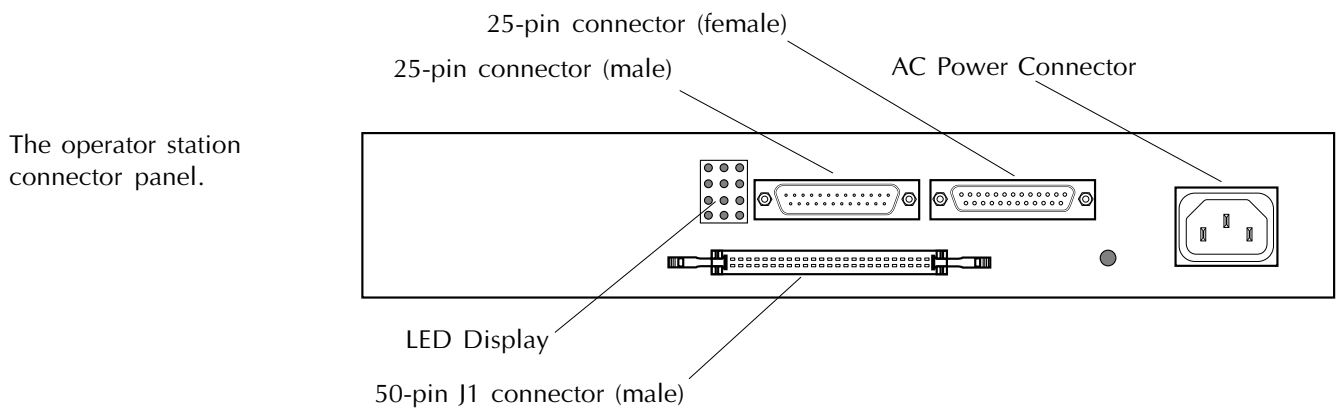 25-pin connector (female)
25-pin connector (male)
AC Power Connector
The operator station
connector panel.
LED Display
50-pin J1 connector (male)